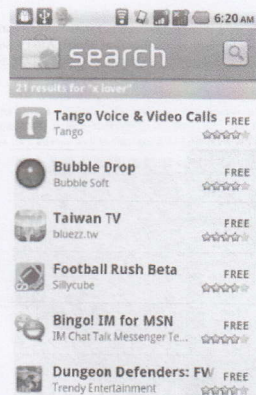 6:20 AM
search
21 results for "x lover"
Tango Voice & Video Calls FREE
Tango
Bubble Drop FREE
Bubble Soft
Taiwan TV FREE
bluezz.tw
Football Rush Beta FREE
Sillycube
Bingo! IM for MSN FREE
IM Chat Talk Messenger Te...
Dungeon Defenders: FW FREE
Trendy Entertainment